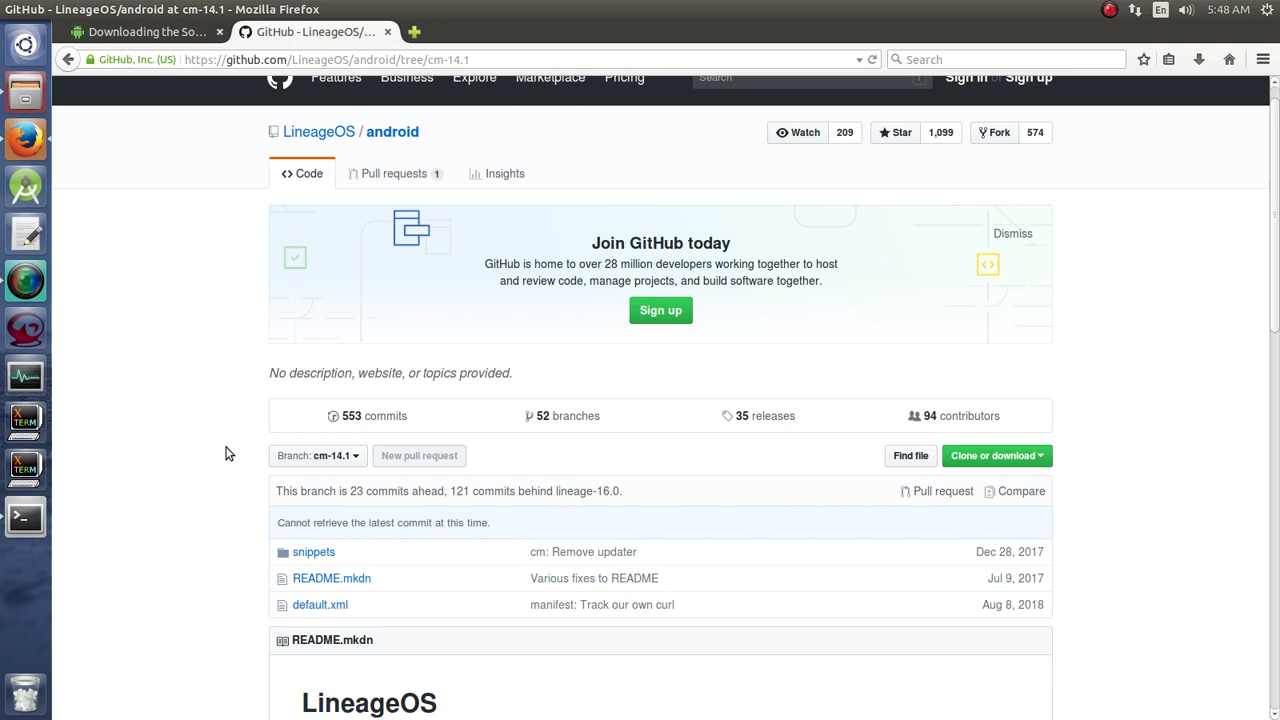 GitHub - LineageOS/android at cm-14.1 - Mozilla Firefox
En
5:48 AM
Downloading the So... ×
GitHub - LineageOS/... ×
GitHub, Inc. (US) https://github.com/LineageOS/android/tree/cm-14.1
Search
Features Business Explore Marketplace Pricing
Search /
Sign in or Sign up
LineageOS / android
Watch 209
Star 1,099
Fork 574
Code
Pull requests 1
Insights
Join GitHub today
Dismiss
GitHub is home to over 28 million developers working together to host
and review code, manage projects, and build software together.
Sign up
No description, website, or topics provided.
553 commits
52 branches
35 releases
94 contributors
Branch: cm-14.1
New pull request
Find file
Clone or download
This branch is 23 commits ahead, 121 commits behind lineage-16.0.
Pull request
Compare
Cannot retrieve the latest commit at this time.
snippets cm: Remove updater Dec 28, 2017
README.mkdn Various fixes to README Jul 9, 2017
default.xml manifest: Track our own curl Aug 8, 2018
README.mkdn
LineageOS
X
TERM
X
TERM
>_